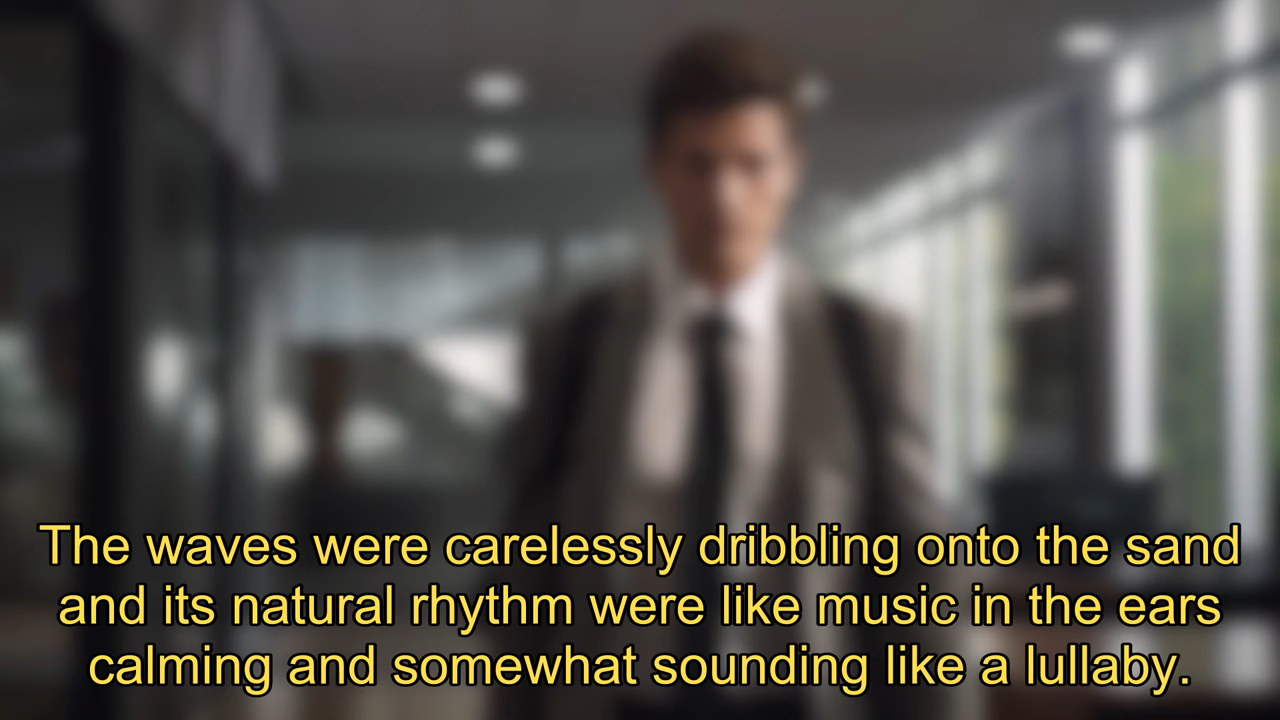 The waves were carelessly dribbling onto the sand
and its natural rhythm were like music in the ears
calming and somewhat sounding like a lullaby.